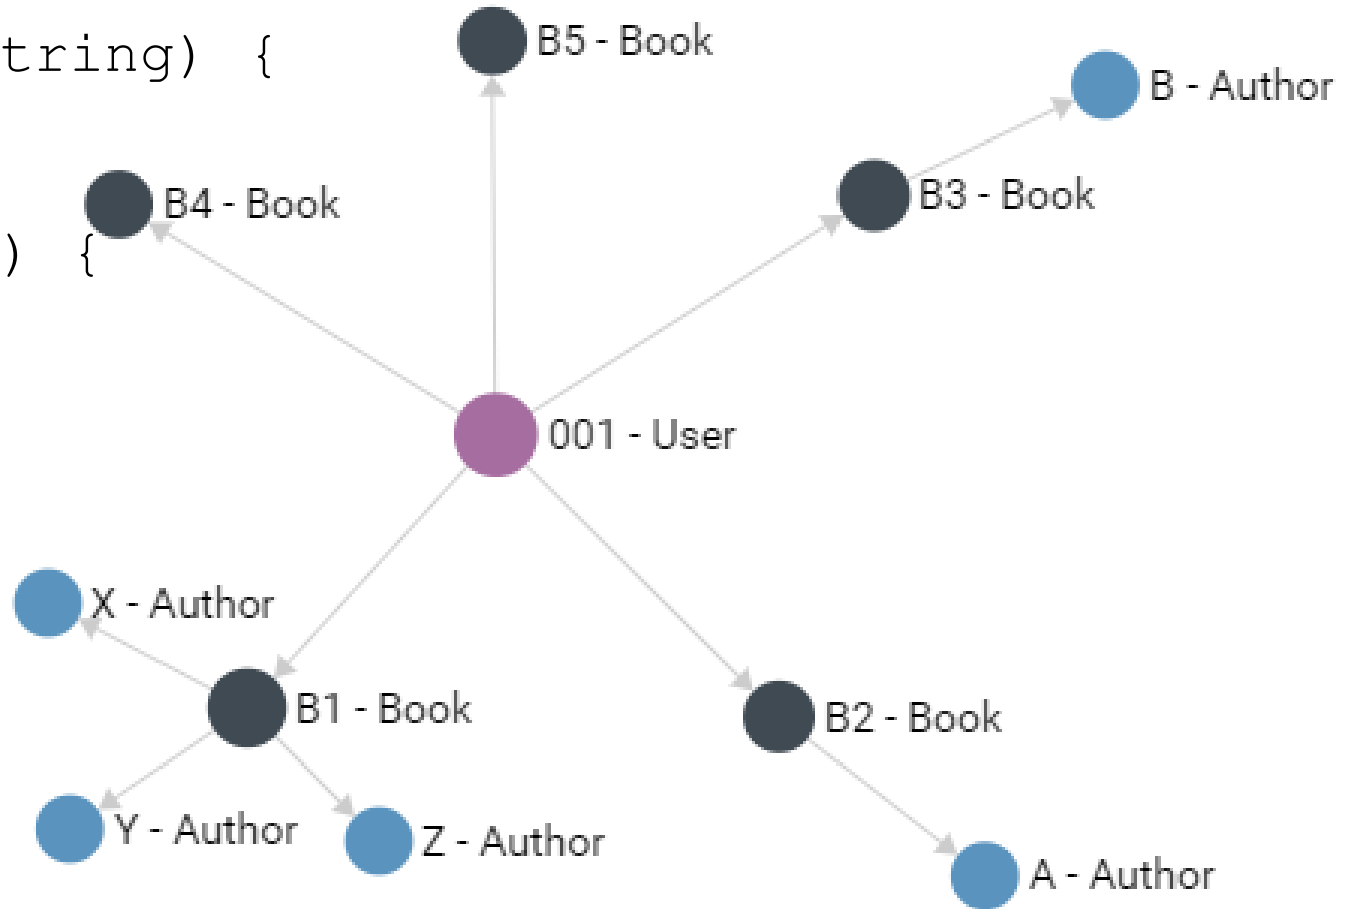 tring) {
B5 - Book
B - Author
B4 - Book
B3 - Book
) {
001 - User
X - Author
B1 - Book
B2 - Book
Y - Author
Z - Author
A - Author